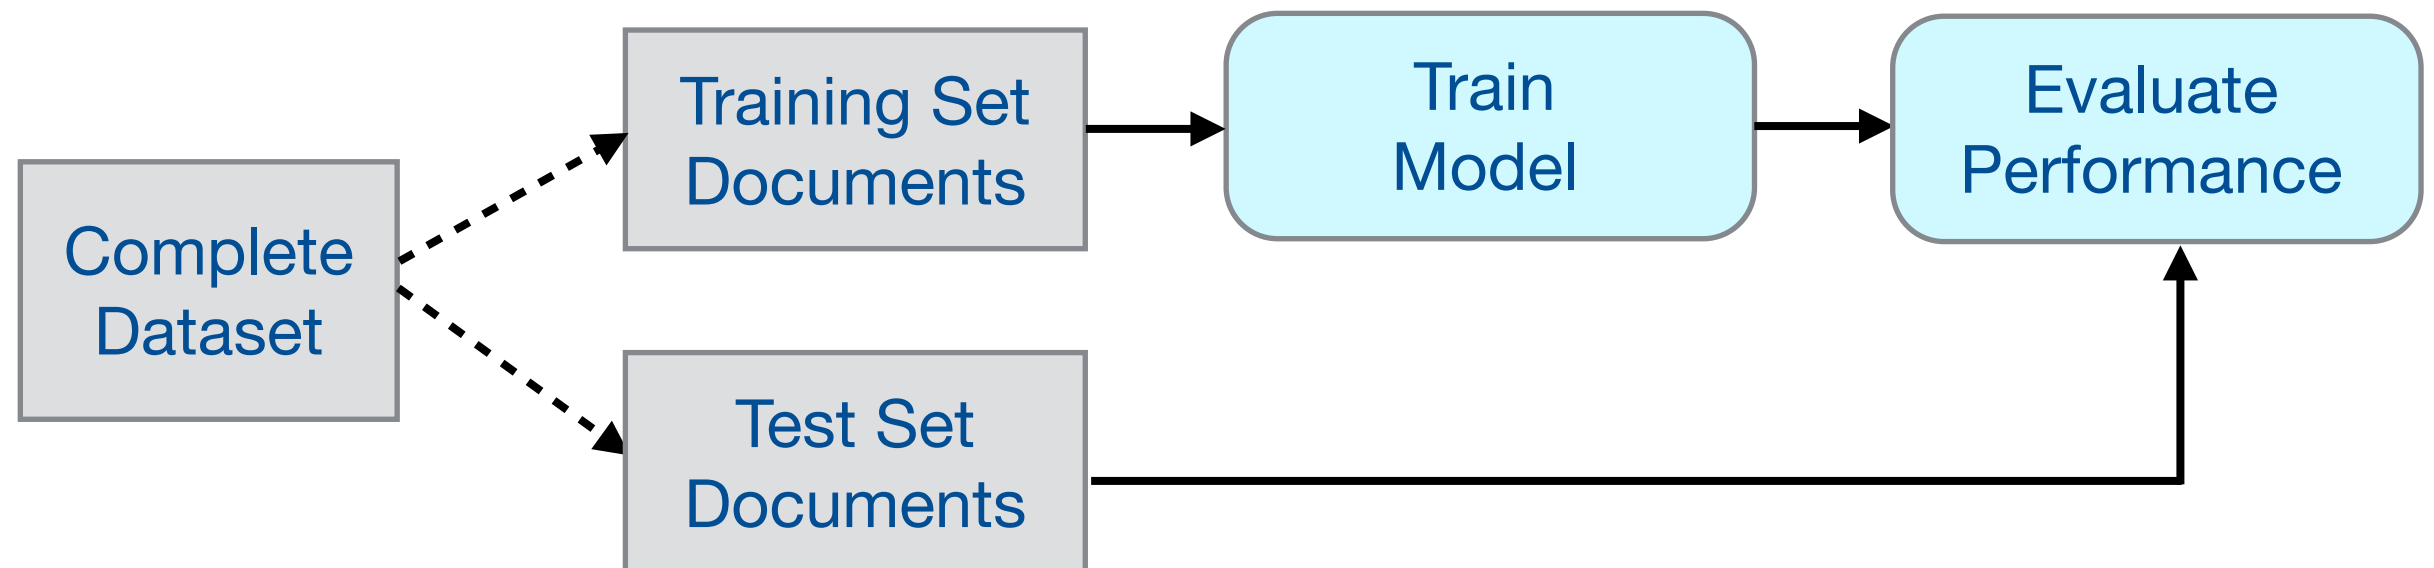 Complete
Dataset
Training Set
Documents
Test Set
Documents
Train
Model
Evaluate
Performance